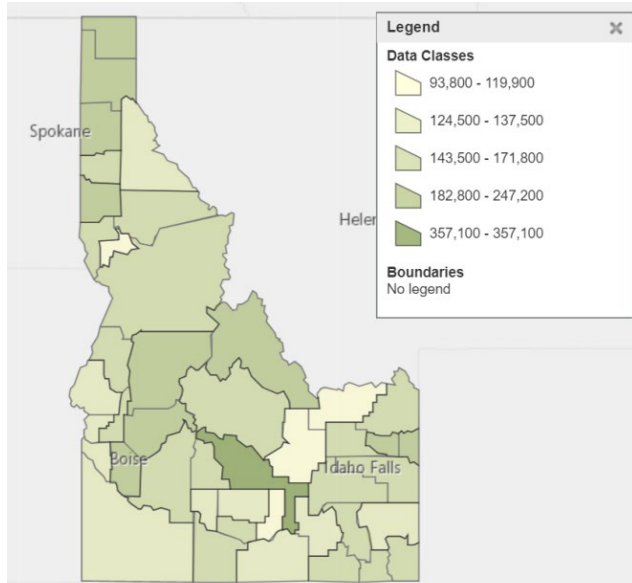 Legend ×
Data Classes
93,800 - 119,900
124,500 - 137,500
143,500 - 171,800
182,800 - 247,200
357,100 - 357,100
Boundaries
No legend
Spokane
Helen
Boise
Idaho Falls